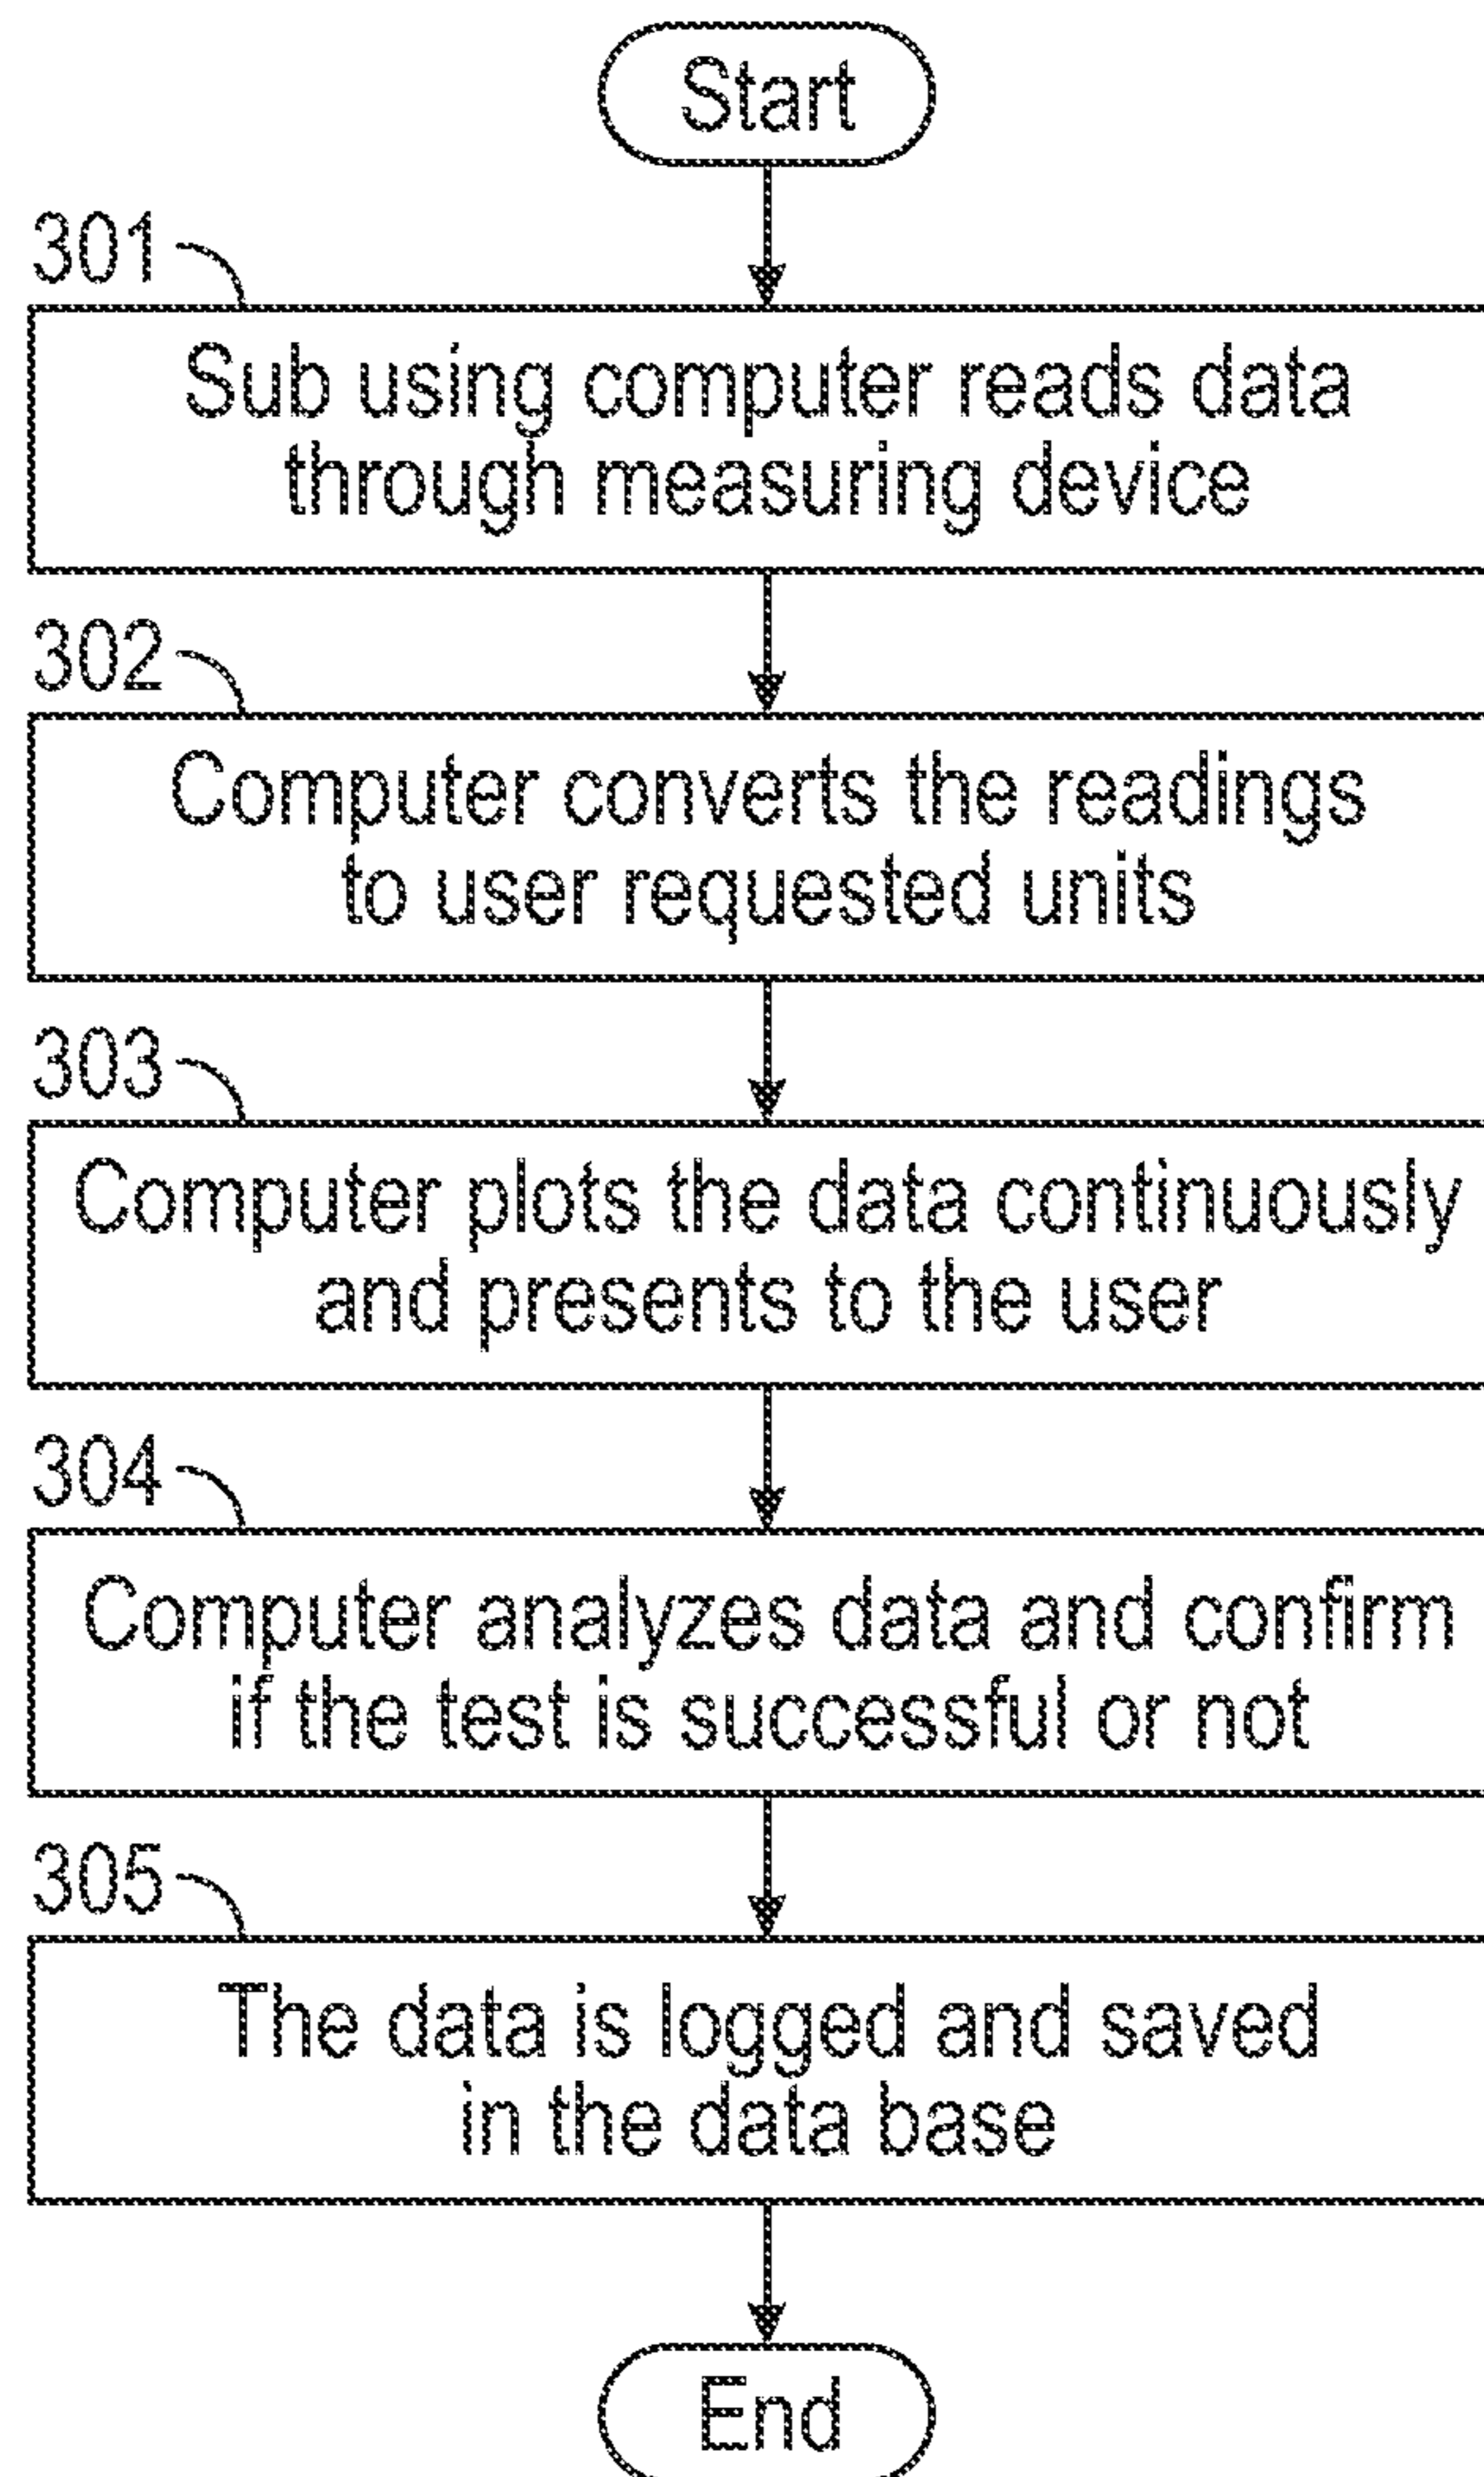 Start
301
Sub using computer reads data
through measuring device
302
Computer converts the readings
to user requested units
303
Computer plots the data continuously
and presents to the user
304
Computer analyzes data and confirm
if the test is successful or not
305
The data is logged and saved
in the data base
End